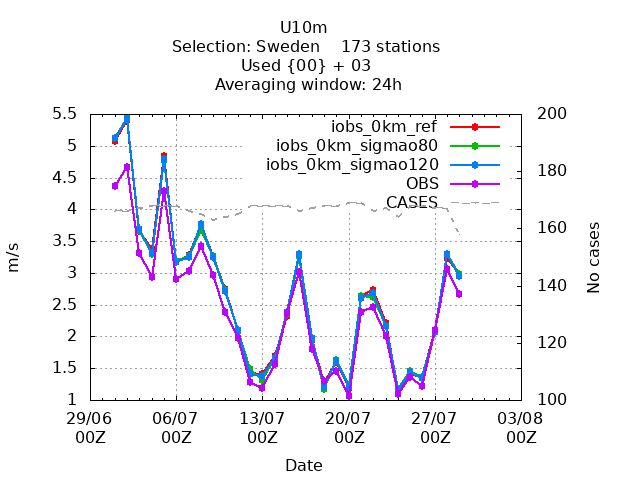 U10m
Selection: Sweden    173 stations
Used {00} + 03
Averaging window: 24h
iobs_0km_ref
iobs_0km_sigmao80
iobs_0km_sigmao120
OBS
CASES
m/s
5.5
5
4.5
4
3.5
3
2.5
2
1.5
1
200
180
160
140
120
100
No cases
29/06 06/07 13/07 20/07 27/07 03/08
00Z 00Z 00Z 00Z 00Z 00Z
Date